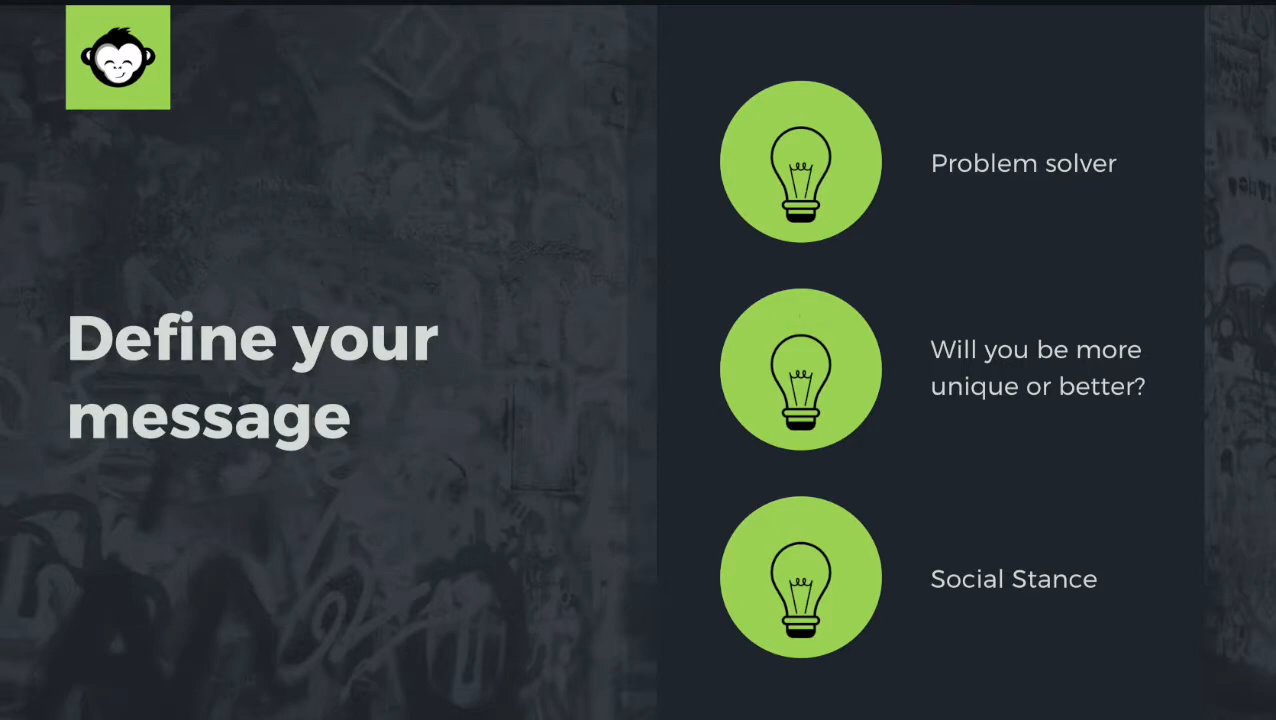 Define your
message
Problem solver
Will you be more
unique or better?
Social Stance